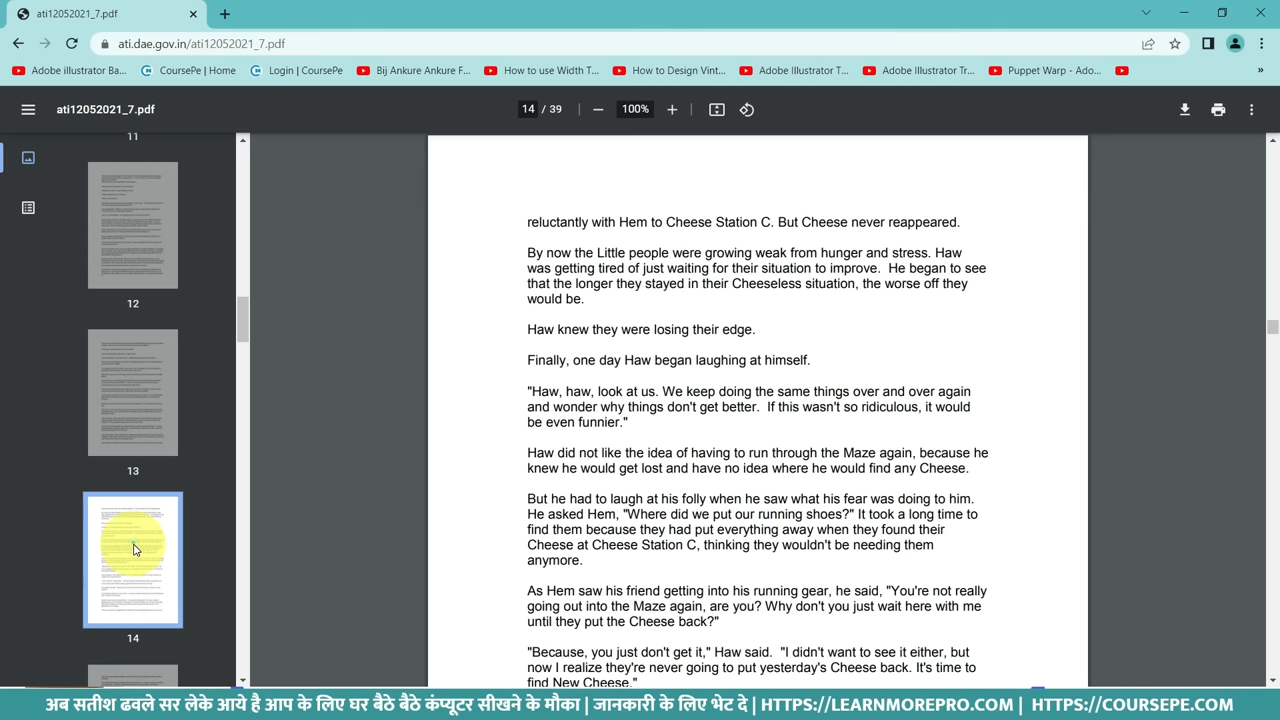 ati12052021_7.pdf
ati.dae.gov.in/ati12052021_7.pdf
Adobe illustrator Ba...
CoursePe | Home
Login | CoursePe
Bij Ankure Ankure F...
How to use Width T...
How to Design Vint...
Adobe Illustrator T...
Adobe Illustrator Tr...
Puppet Warp - Ado...
»
ati12052021_7.pdf
14 / 39
100%
11
12
13
14
reluctantly with Hem to Cheese Station C. But Cheese never reappeared.
By now the Little people were growing weak from hunger and stress. Haw
was getting tired of just waiting for their situation to improve. He began to see
that the longer they stayed in their Cheeseless situation, the worse off they
would be.
Haw knew they were losing their edge.
Finally, one day Haw began laughing at himself.
"Haw, haw, look at us. We keep doing the same things over and over again
and wonder why things don't get better. If this wasn't so ridiculous, it would
be even funnier."
Haw did not like the idea of having to run through the Maze again, because he
knew he would get lost and have no idea where he would find any Cheese.
But he had to laugh at his folly when he saw what his fear was doing to him.
He asked Hem, "Where did we put our running shoes?" It took a long time to
find them because they had put everything away when they found their
Cheese at Cheese Station C, thinking they wouldn't be needing them
anymore.
As Hem saw his friend getting into his running gear, he said, "You're not really
going out into the Maze again, are you? Why don't you just wait here with me
until they put the Cheese back?"
"Because, you just don't get it," Haw said. "I didn't want to see it either, but
now I realize they're never going to put yesterday's Cheese back. It's time to
find New Cheese."
अब सतीश ढवले सर लेके आये है आप के लिए घर बैठे बैठे कंप्यूटर सीखने के मौका | जानकारी के लिए भेट दे | HTTPS://LEARNMOREPRO.COM | HTTPS://COURSEPE.COM